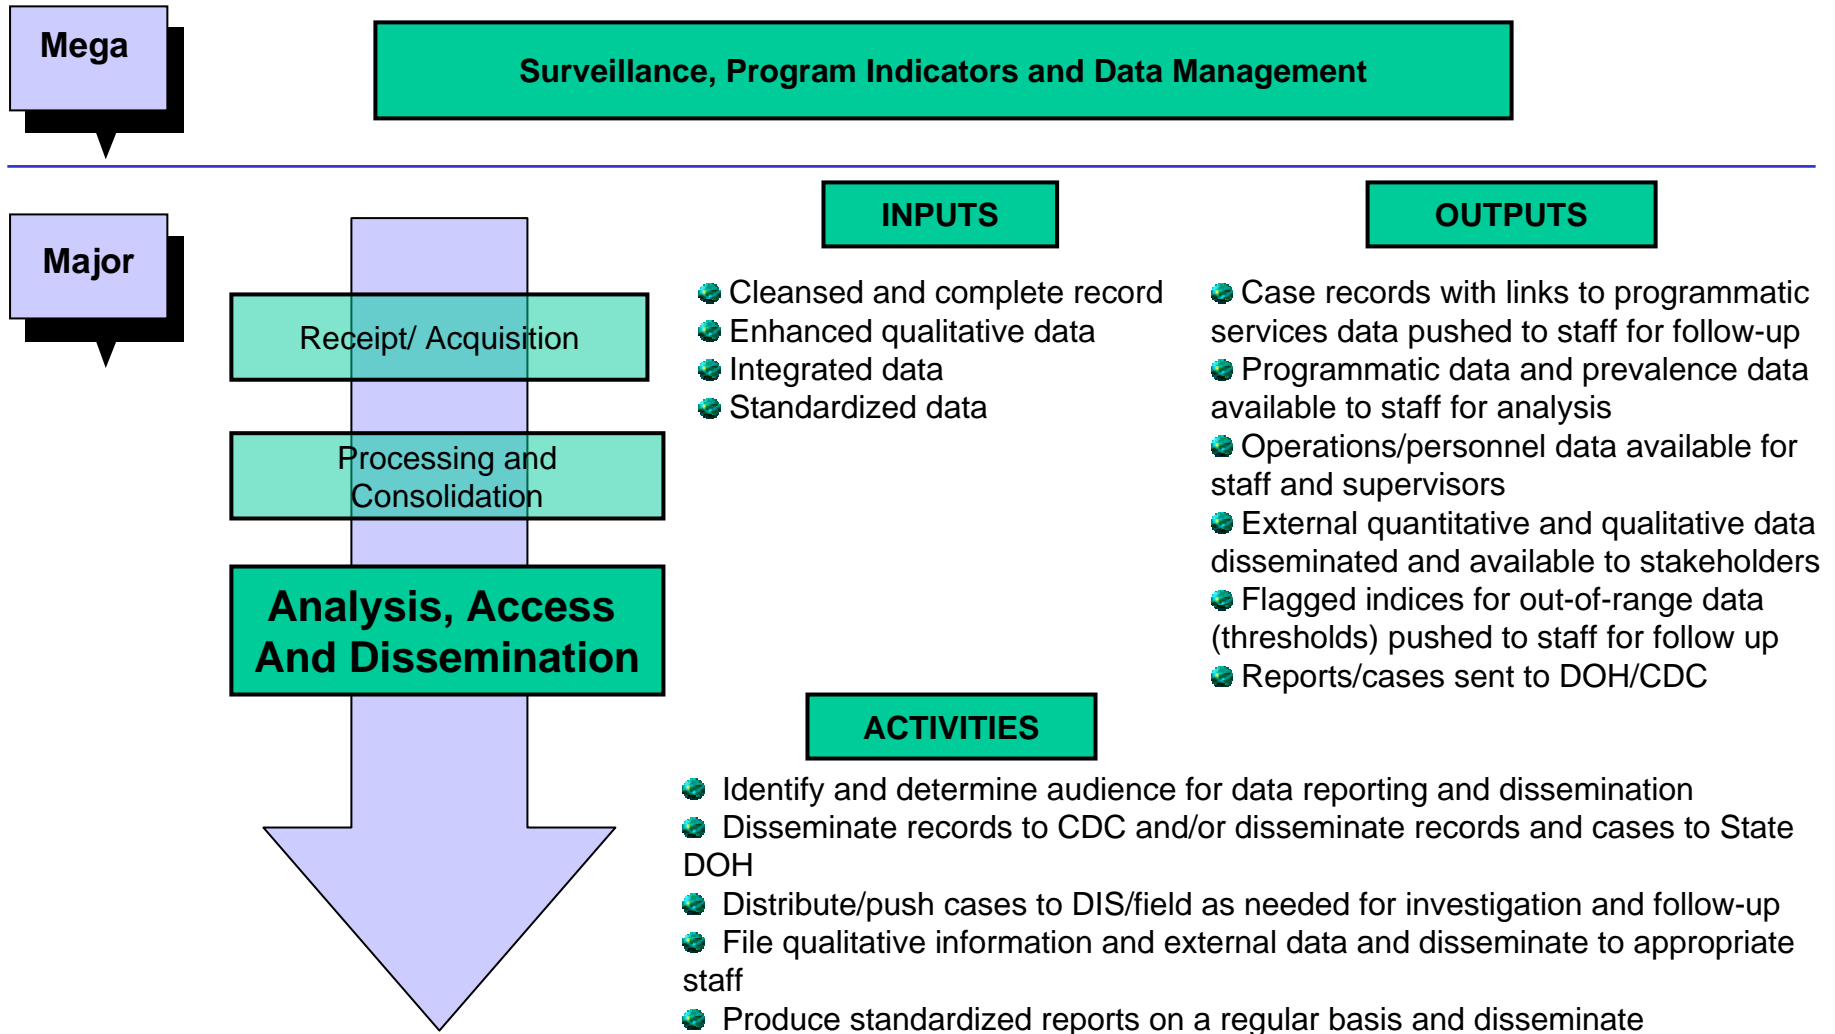 Mega
Surveillance, Program Indicators and Data Management
Major
Receipt/ Acquisition
Processing and
Consolidation
Analysis, Access
And Dissemination
INPUTS
Cleansed and complete record
Enhanced qualitative data
Integrated data
Standardized data
OUTPUTS
Case records with links to programmatic
services data pushed to staff for follow-up
Programmatic data and prevalence data
available to staff for analysis
Operations/personnel data available for
staff and supervisors
External quantitative and qualitative data
disseminated and available to stakeholders
Flagged indices for out-of-range data
(thresholds) pushed to staff for follow up
Reports/cases sent to DOH/CDC
ACTIVITIES
Identify and determine audience for data reporting and dissemination
Disseminate records to CDC and/or disseminate records and cases to State
DOH
Distribute/push cases to DIS/field as needed for investigation and follow-up
File qualitative information and external data and disseminate to appropriate
staff
Produce standardized reports on a regular basis and disseminate